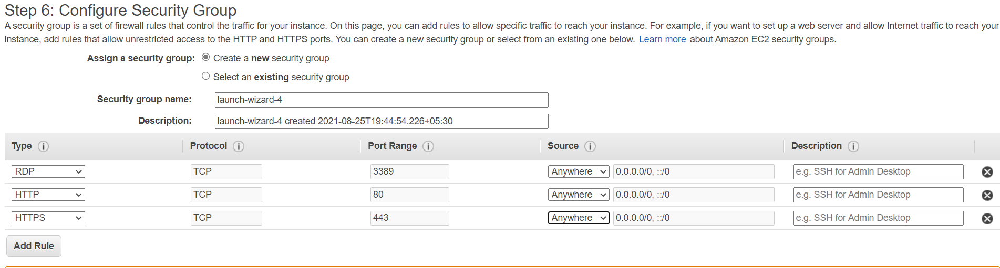 Step 6: Configure Security Group
A security group is a set of firewall rules that control the traffic for your instance. On this page, you can add rules to allow specific traffic to reach your instance. For example, if you want to set up a web server and allow Internet traffic to reach your
instance, add rules that allow unrestricted access to the HTTP and HTTPS ports. You can create a new security group or select from an existing one below. Learn more about Amazon EC2 security groups.
Assign a security group: Create a new security group
Select an existing security group
Security group name: launch-wizard-4
Description: launch-wizard-4 created 2021-08-25T19:44:54.226+05:30
Type i Protocol i Port Range i Source i Description i
RDP TCP 3389 Anywhere 0.0.0.0/0, ::/0 e.g. SSH for Admin Desktop
HTTP TCP 80 Anywhere 0.0.0.0/0, ::/0 e.g. SSH for Admin Desktop
HTTPS TCP 443 Anywhere 0.0.0.0/0, ::/0 e.g. SSH for Admin Desktop
Add Rule